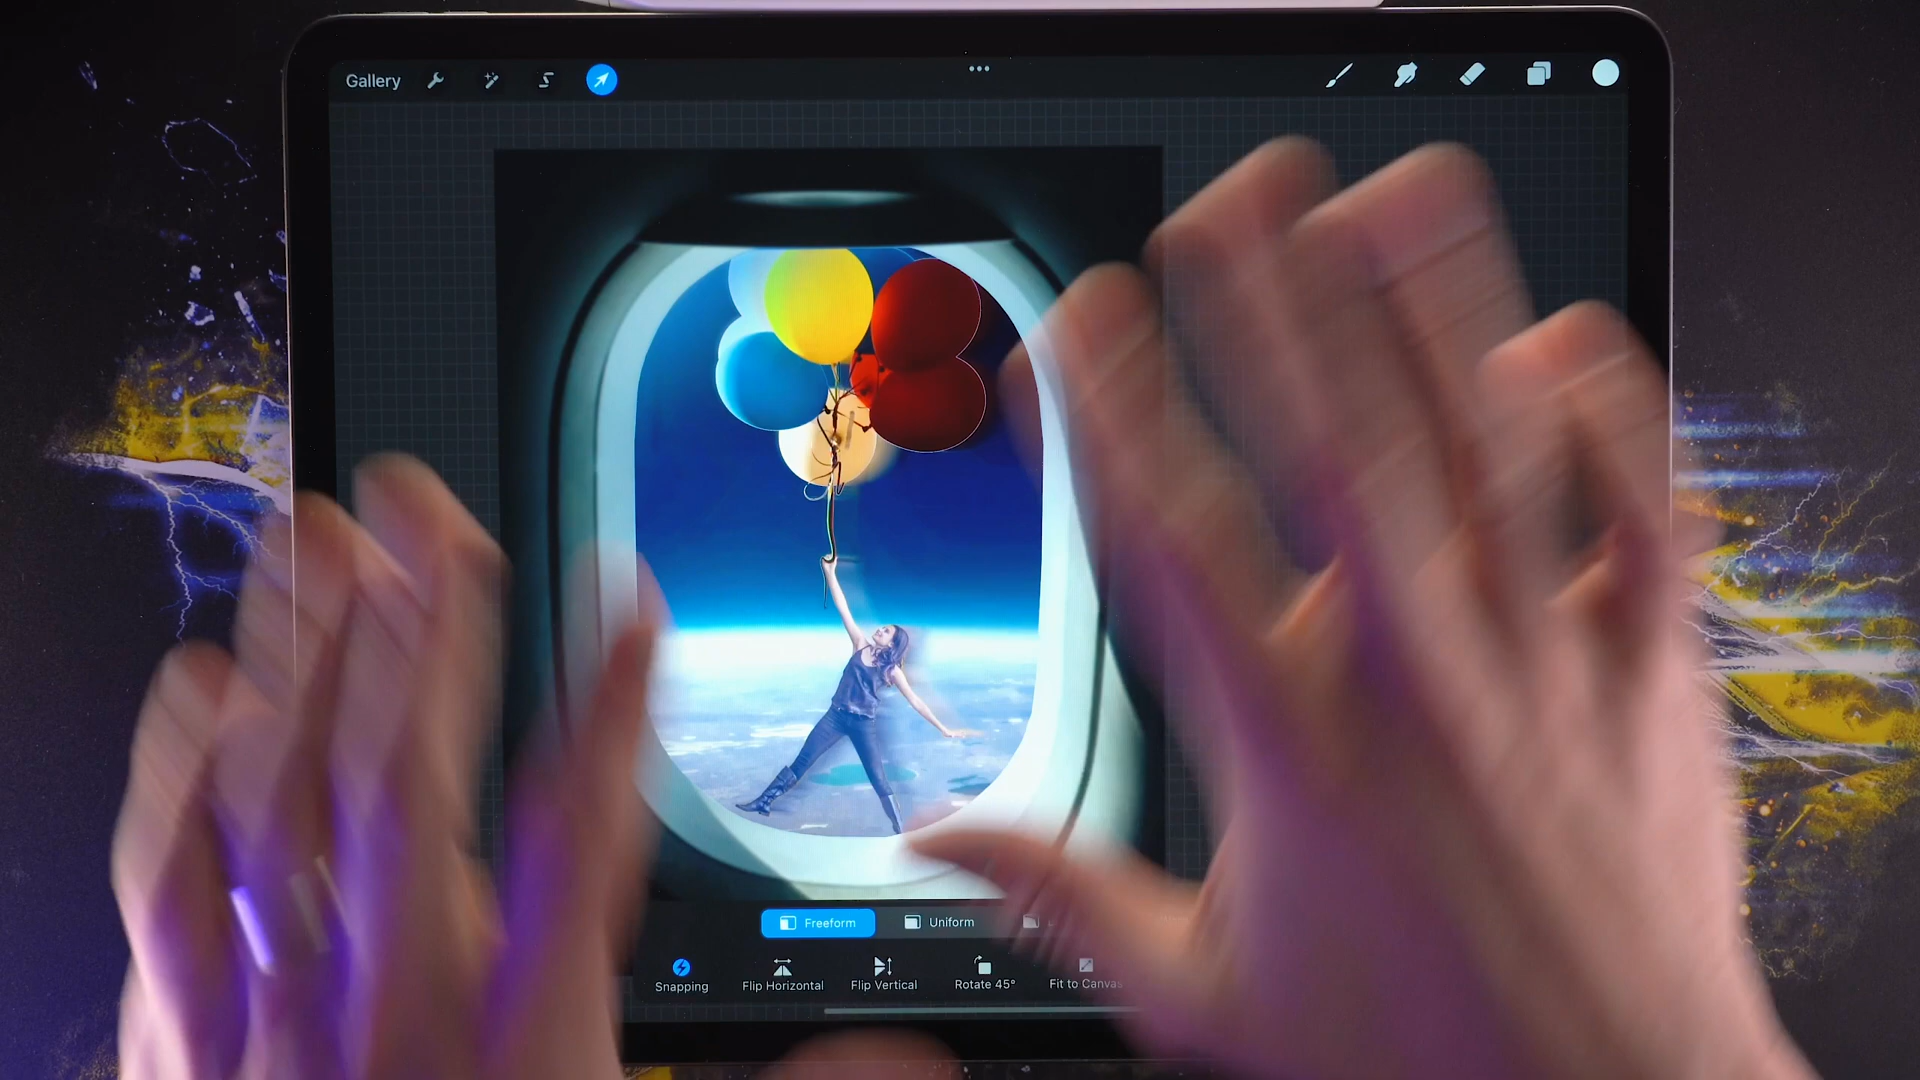 Gallery
Freeform Uniform
Snapping Flip Horizontal Flip Vertical Rotate 45° Fit to Canvas